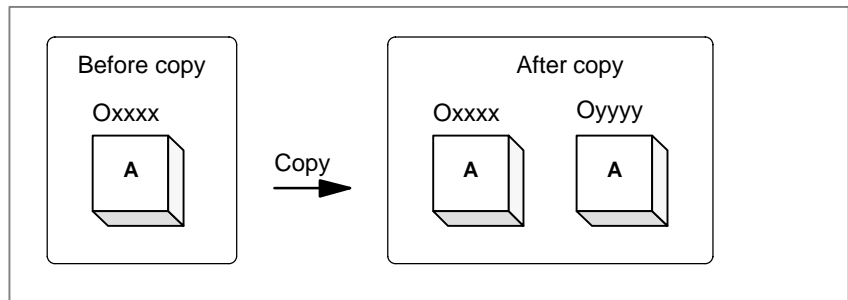 Before copy
Oxxxx
A
Copy
After copy
Oxxxx
Oyyyy
A
A